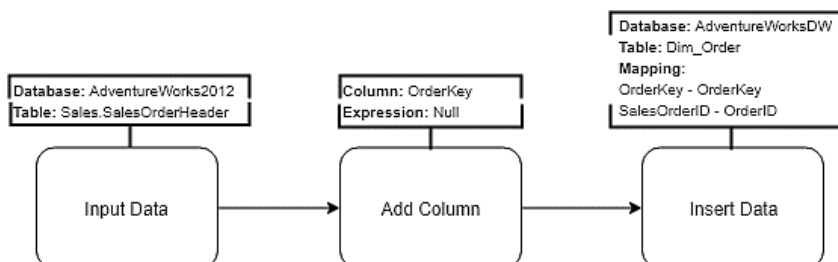 Database: AdventureWorksDW
Table: Dim_Order
Mapping:
OrderKey - OrderKey
SalesOrderID - OrderID
Database: AdventureWorks2012
Table: Sales.SalesOrderHeader
Column: OrderKey
Expression: Null
Input Data
Add Column
Insert Data